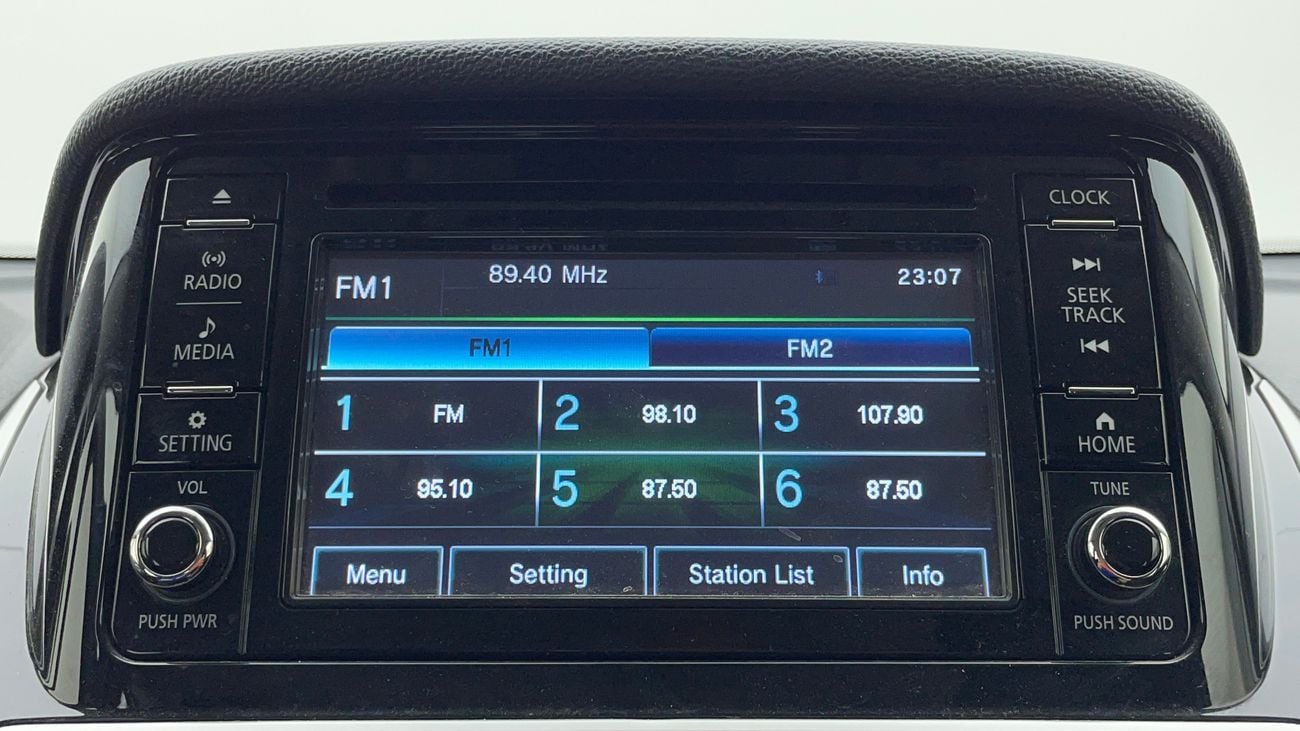 CLOCK
RADIO
MEDIA
SETTING
VOL
PUSH PWR
FM1 89.40 MHz 23:07
FM1 FM2
1 FM 2 98.10 3 107.90
4 95.10 5 87.50 6 87.50
Menu Setting Station List Info
SEEK
TRACK
HOME
TUNE
PUSH SOUND